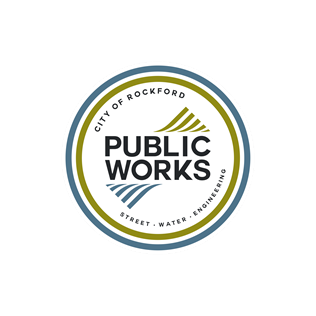 CITY OF ROCKFORD
PUBLIC
WORKS
STREET · WATER · ENGINEERING